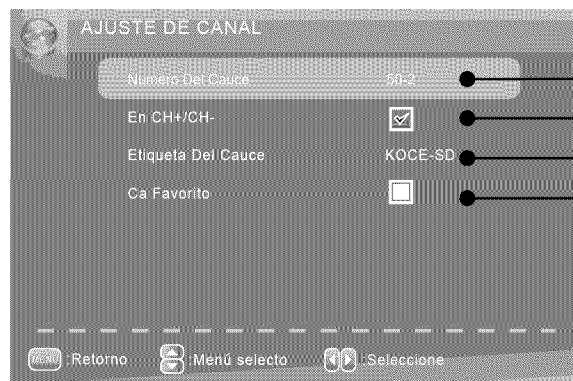 AJUSTE DE CANAL
Numero Del Cauce 50-2
En CH+/CH-
Etiqueta Del Cauce KOCE-SD
Ca Favorito
MENU :Retorno :Menú selecto :Seleccione